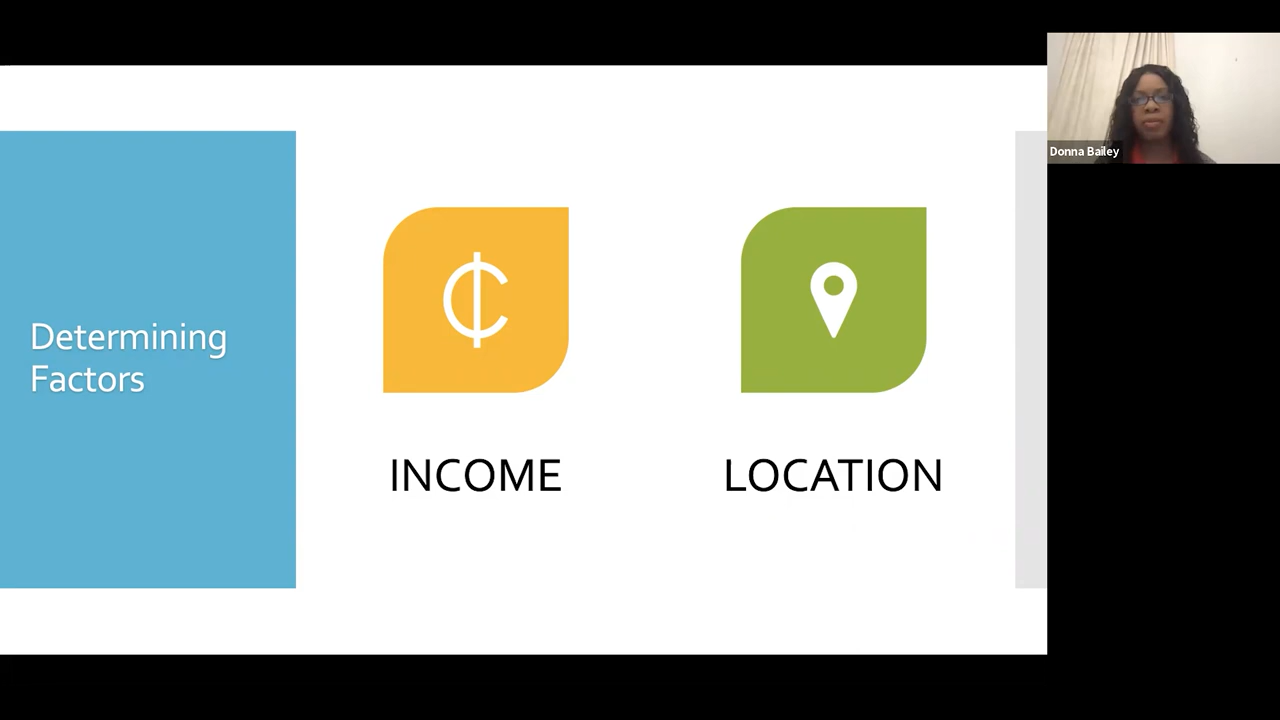 Determining
Factors
INCOME
LOCATION
Donna Bailey